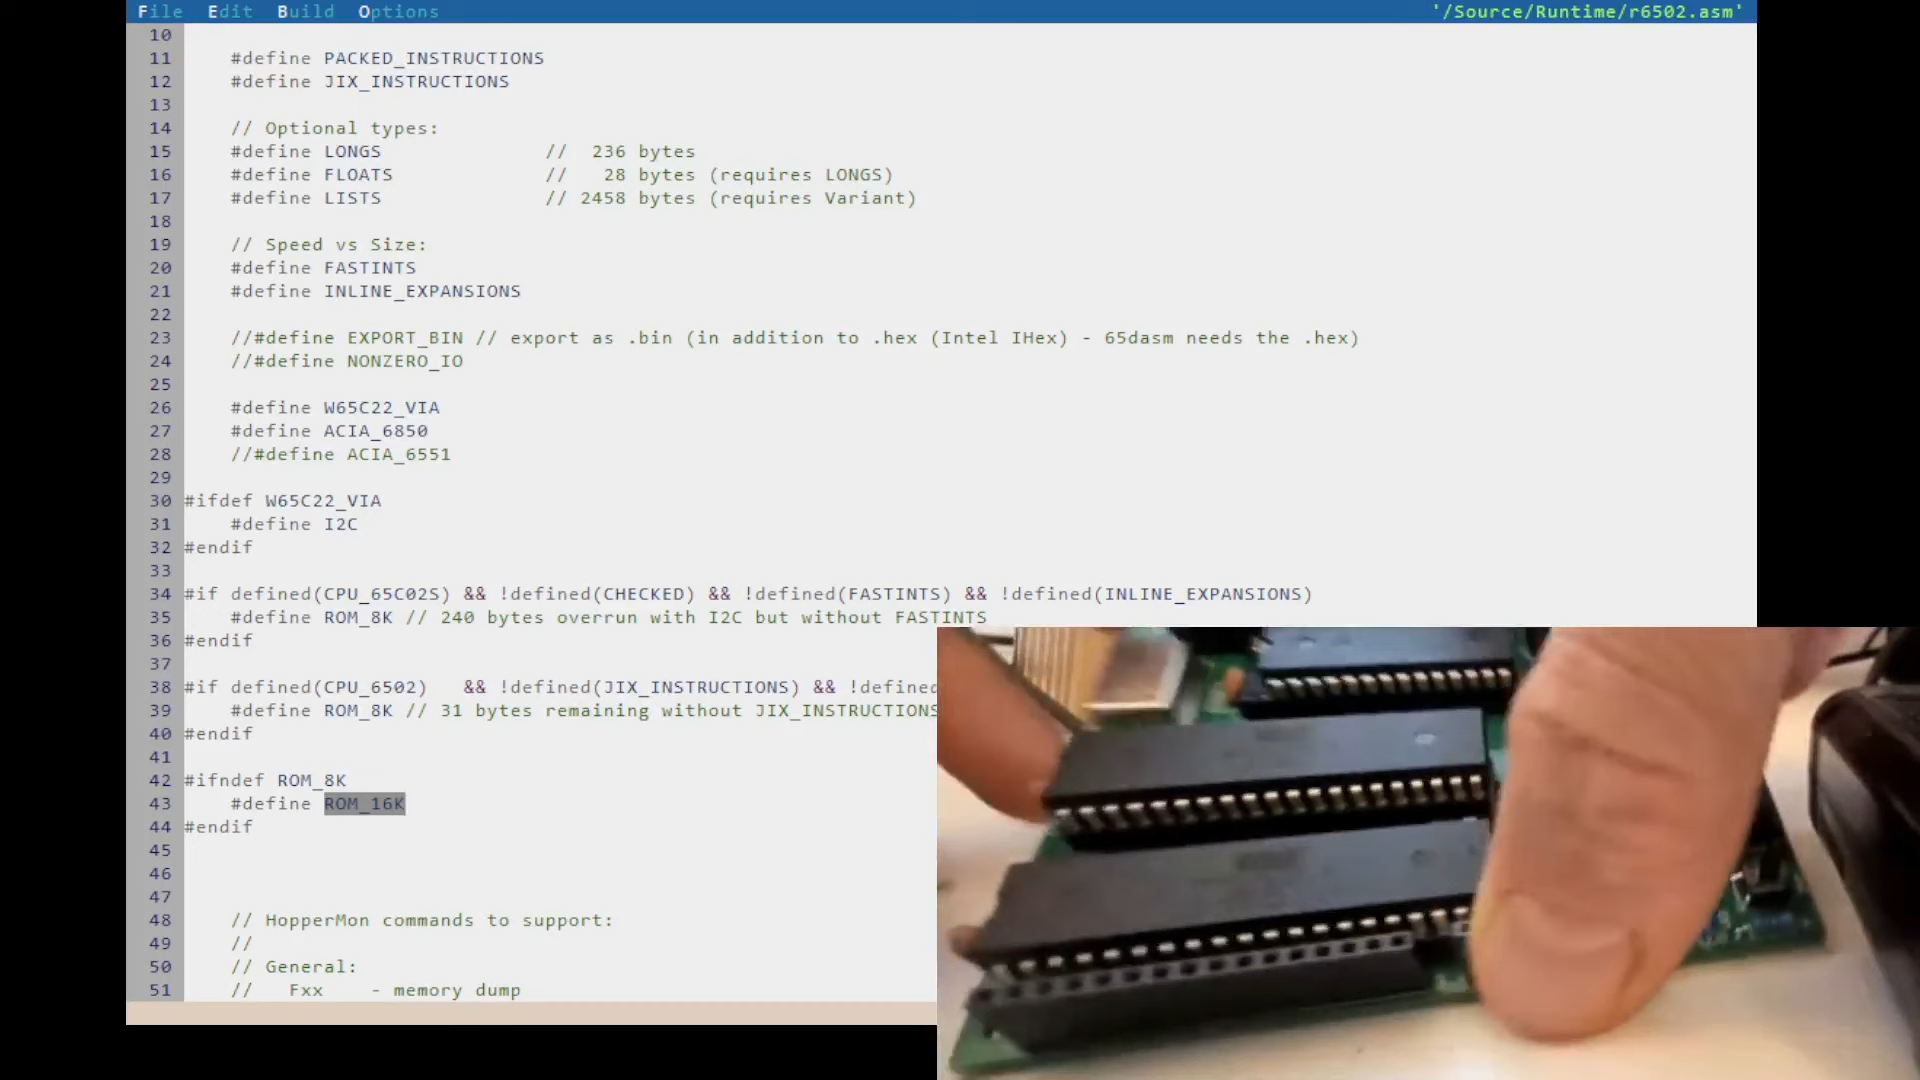 File Edit Build Options '/Source/Runtime/r6502.asm'
10
11 #define PACKED_INSTRUCTIONS
12 #define JIX_INSTRUCTIONS
13
14 // Optional types:
15 #define LONGS // 236 bytes
16 #define FLOATS // 28 bytes (requires LONGS)
17 #define LISTS // 2458 bytes (requires Variant)
18
19 // Speed vs Size:
20 #define FASTINTS
21 #define INLINE_EXPANSIONS
22
23 //#define EXPORT_BIN // export as .bin (in addition to .hex (Intel IHex) - 65dasm needs the .hex)
24 //#define NONZERO_IO
25
26 #define W65C22_VIA
27 #define ACIA_6850
28 //#define ACIA_6551
29
30 #ifdef W65C22_VIA
31 #define I2C
32 #endif
33
34 #if defined(CPU_65C02S) && !defined(CHECKED) && !defined(FASTINTS) && !defined(INLINE_EXPANSIONS)
35 #define ROM_8K // 240 bytes overrun with I2C but without FASTINTS
36 #endif
37
38 #if defined(CPU_6502) && !defined(JIX_INSTRUCTIONS) && !defined
39 #define ROM_8K // 31 bytes remaining without JIX_INSTRUCTIONS
40 #endif
41
42 #ifndef ROM_8K
43 #define ROM_16K
44 #endif
45
46
47
48 // HopperMon commands to support:
49 //
50 // General:
51 // Fxx - memory dump